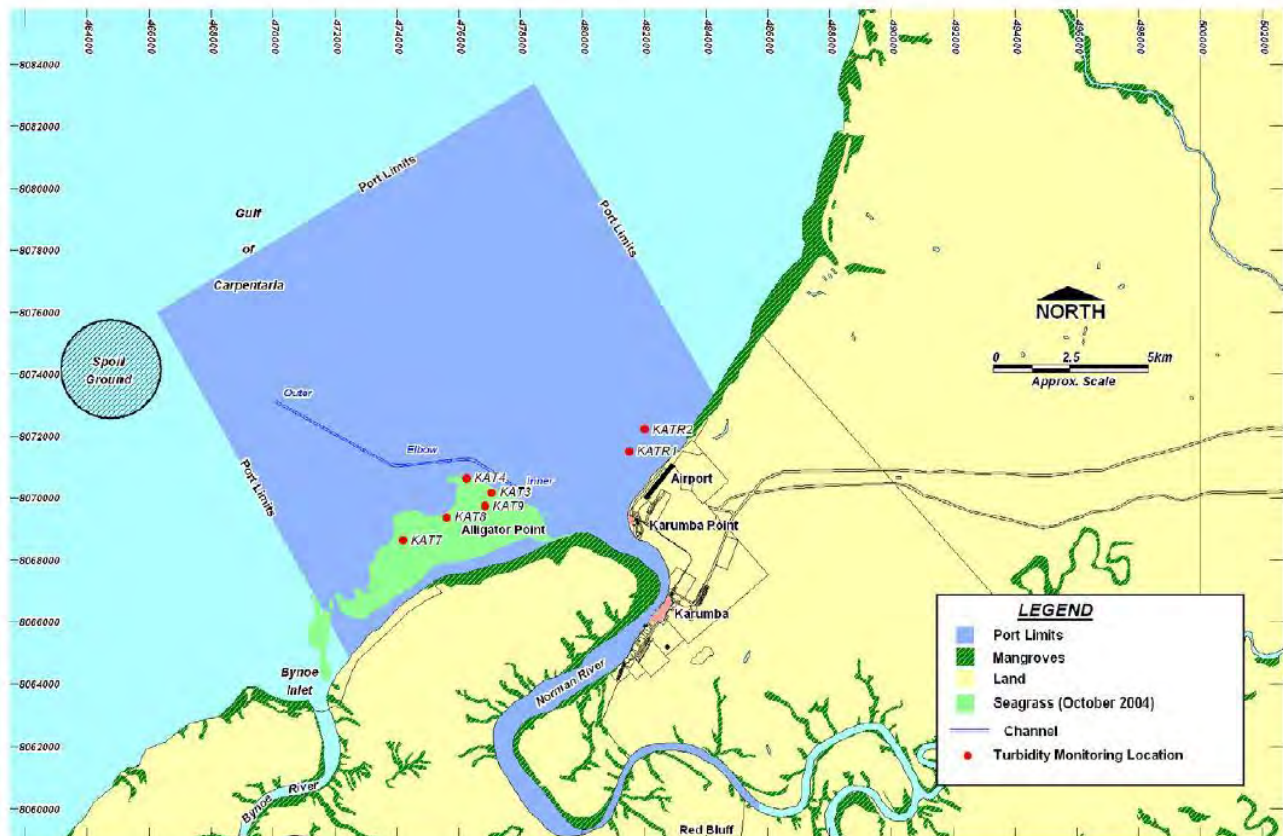 464000
466000
468000
470000
472000
474000
476000
478000
480000
482000
484000
486000
488000
490000
492000
494000
496000
498000
500000
502000
8084000
8082000
8080000
8078000
8076000
8074000
8072000
8070000
8068000
8066000
8064000
8062000
8060000
Port Limits
Port Limits
Gulf
of
Carpentaria
Spoil
Ground
NORTH
0 2.5 5km
Approx. Scale
Outer
Elbow
Inner
Port Limits
KATR2
KATR1
KAT4
KAT3
KAT9
KAT8
KAT7
Alligator Point
Airport
Karumba Point
Karumba
Norman River
Bynoe
Inlet
Bynoe River
Red Bluff
LEGEND
Port Limits
Mangroves
Land
Seagrass (October 2004)
Channel
Turbidity Monitoring Location